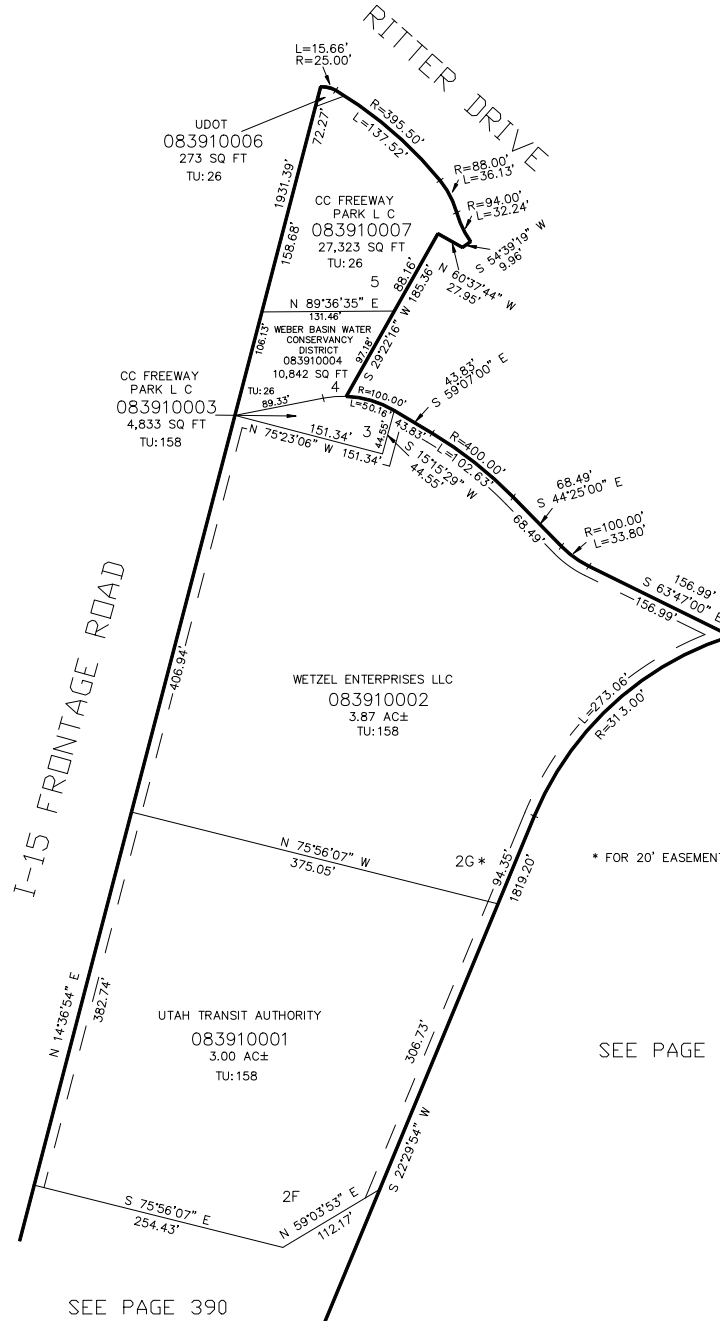 RITTER DRIVE
L=15.66'
R=25.00'
UDOT
083910006
273 SQ FT
TU: 26
R=395.50'
L=137.52'
72.27'
1931.39'
R=88.00'
L=36.13'
R=94.00'
L=32.24'
CC FREEWAY
PARK L C
083910007
27,323 SQ FT
TU: 26
158.68'
S 54°39'19" W
9.96'
N 60°37'44" W
27.95'
5
88.16'
S 29°22'16" W 185.36'
N 89°36'35" E
131.46'
106.13'
WEBER BASIN WATER
CONSERVANCY
DISTRICT
083910004
10,842 SQ FT
TU: 26
97.18'
4
89.33'
CC FREEWAY
PARK L C
083910003
4,833 SQ FT
TU: 158
R=100.00'
L=50.16'
43.83'
S 59°07'00" E
43.83'
3
151.34'
N 75°23'06" W 151.34'
44.55'
S 15°15'29" W
44.55'
R=400.00'
L=102.63'
68.49'
S 44°25'00" E
68.49'
R=100.00'
L=33.80'
156.99'
S 63°47'00" E
156.99'
I-15 FRONTAGE ROAD
406.94'
WETZEL ENTERPRISES LLC
083910002
3.87 AC±
TU: 158
L=273.06'
R=313.00'
N 75°56'07" W
375.05'
2G *
94.35'
1819.20'
* FOR 20' EASEMENT
N 14°36'54" E
382.74'
UTAH TRANSIT AUTHORITY
083910001
3.00 AC±
TU: 158
306.73'
SEE PAGE
S 22°29'54" W
S 75°56'07" E
254.43'
2F
N 59°03'53" E
112.17'
SEE PAGE 390